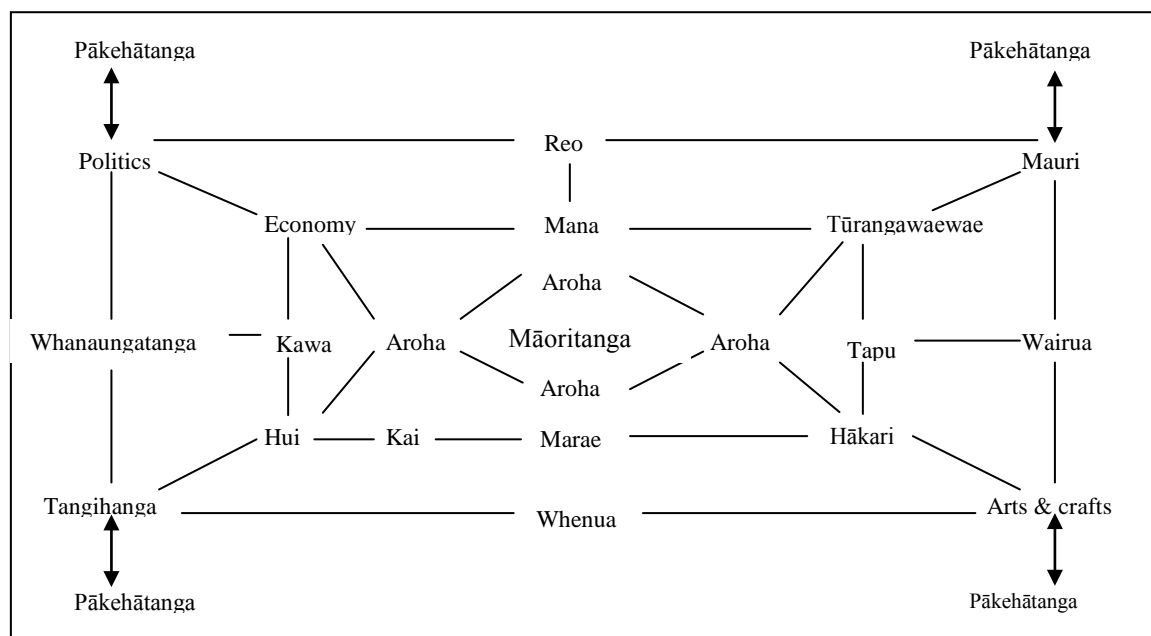 Pākehātanga Pākehātanga
Reo
Politics Mauri
Economy Mana Tūrangawaewae
Aroha
Whanaungatanga Kawa Aroha Māoritanga Aroha Tapu Wairua
Aroha
Hui Kai Marae Hākari
Tangihanga Whenua Arts & crafts
Pākehātanga Pākehātanga